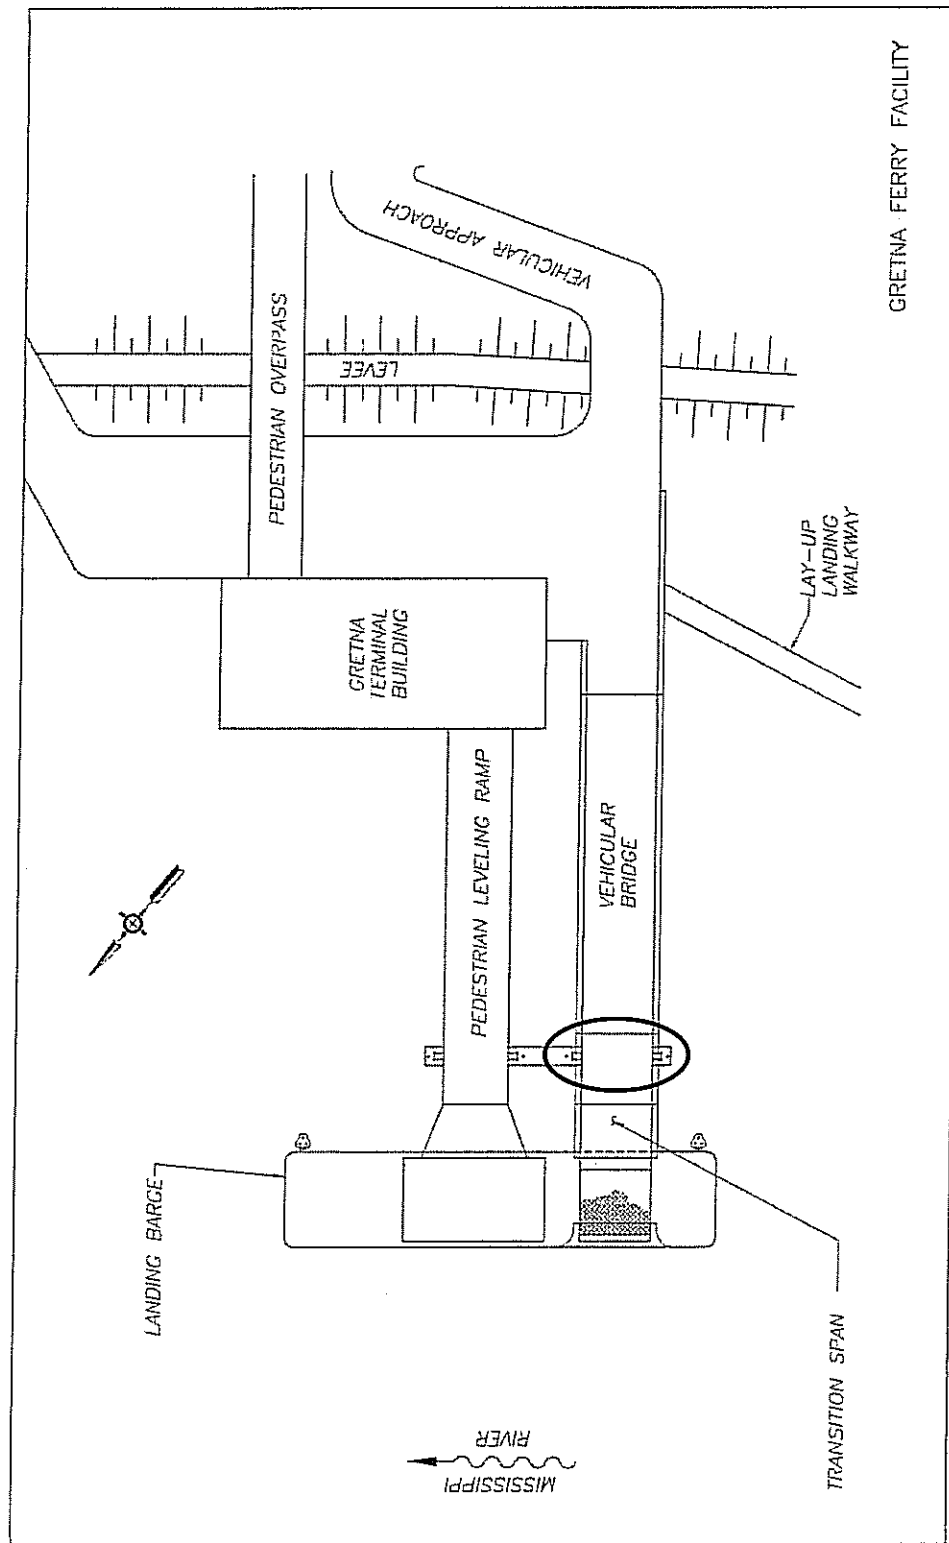 GRETNA FERRY FACILITY
VEHICULAR APPROACH
PEDESTRIAN OVERPASS
LEVEE
LAY-UP
LANDING
WALKWAY
GRETNA
TERMINAL
BUILDING
PEDESTRIAN LEVELING RAMP
VEHICULAR
BRIDGE
LANDING BARGE
TRANSITION SPAN
MISSISSIPPI
RIVER